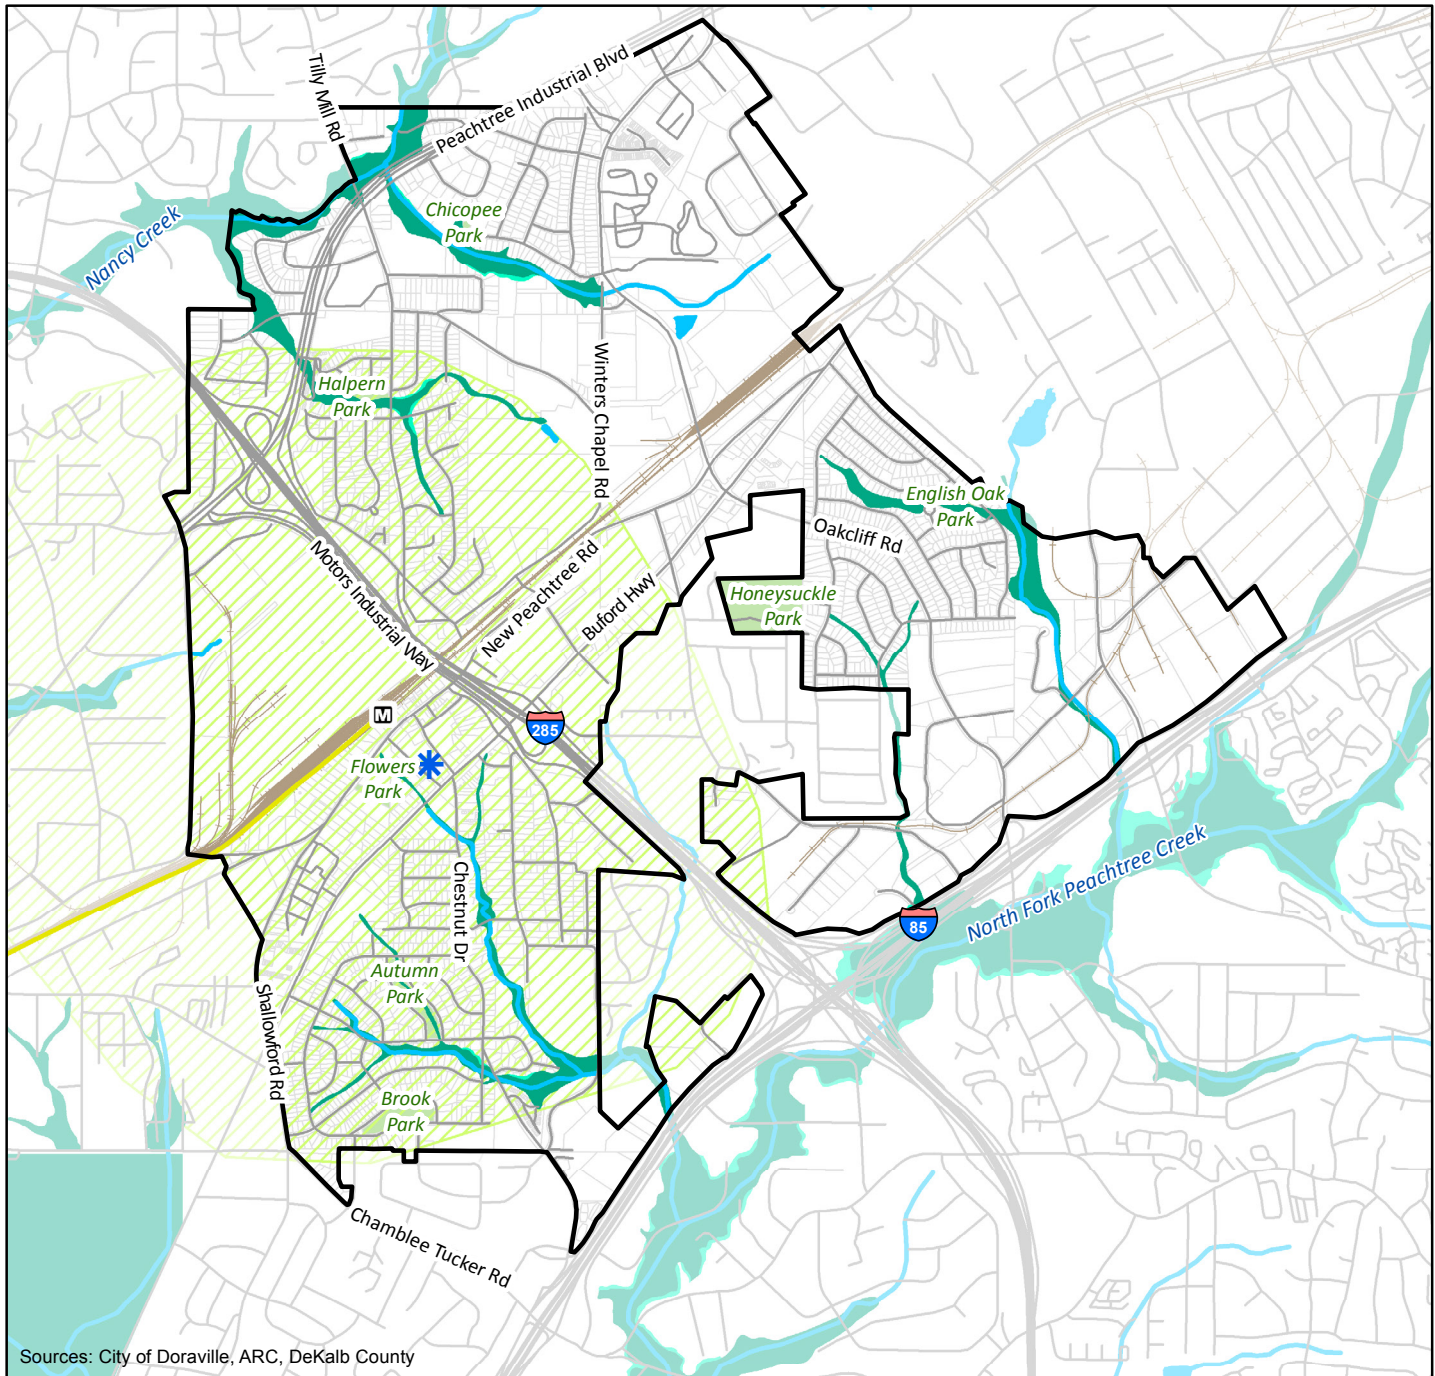 Tilly Mill Rd
Peachtree Industrial Blvd
Chicopee
Park
Nancy Creek
Halpern
Park
Winters Chapel Rd
English Oak
Park
Oakcliff Rd
Motors Industrial Way
New Peachtree Rd
Buford Hwy
Honeysuckle
Park
M
285
Flowers
Park
Chestnut Dr
North Fork Peachtree Creek
85
Autumn
Park
Shallowford Rd
Brook
Park
Chamblee Tucker Rd
Sources: City of Doraville, ARC, DeKalb County